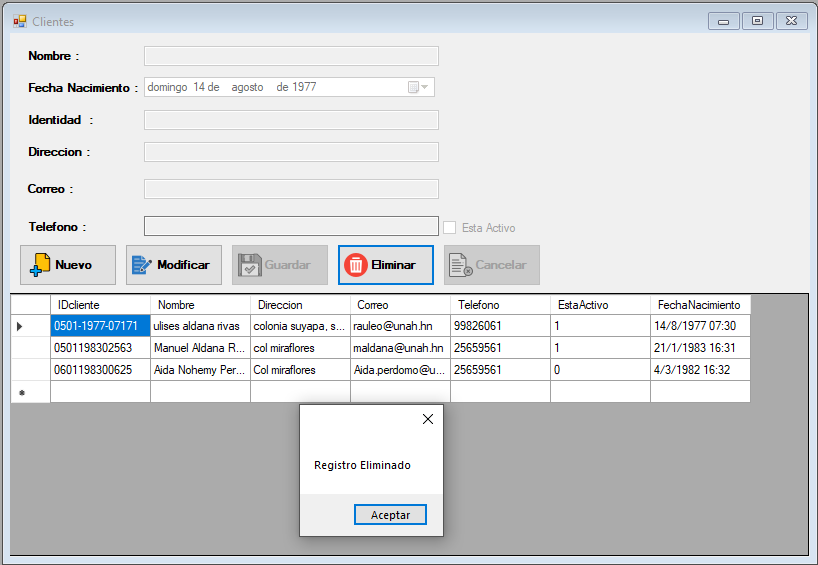 Clientes
Nombre :
Fecha Nacimiento : domingo 14 de agosto de 1977
Identidad :
Direccion :
Correo :
Telefono : Esta Activo
Nuevo Modificar Guardar Eliminar Cancelar
IDcliente Nombre Direccion Correo Telefono EstaActivo FechaNacimiento
0501-1977-07171 ulises aldana rivas colonia suyapa, s... rauleo@unah.hn 99826061 1 14/8/1977 07:30
0501198302563 Manuel Aldana R... col miraflores maldana@unah.hn 25659561 1 21/1/1983 16:31
0601198300625 Aida Nohemy Per... Col miraflores Aida.perdomo@u... 25659561 0 4/3/1982 16:32
Registro Eliminado
Aceptar